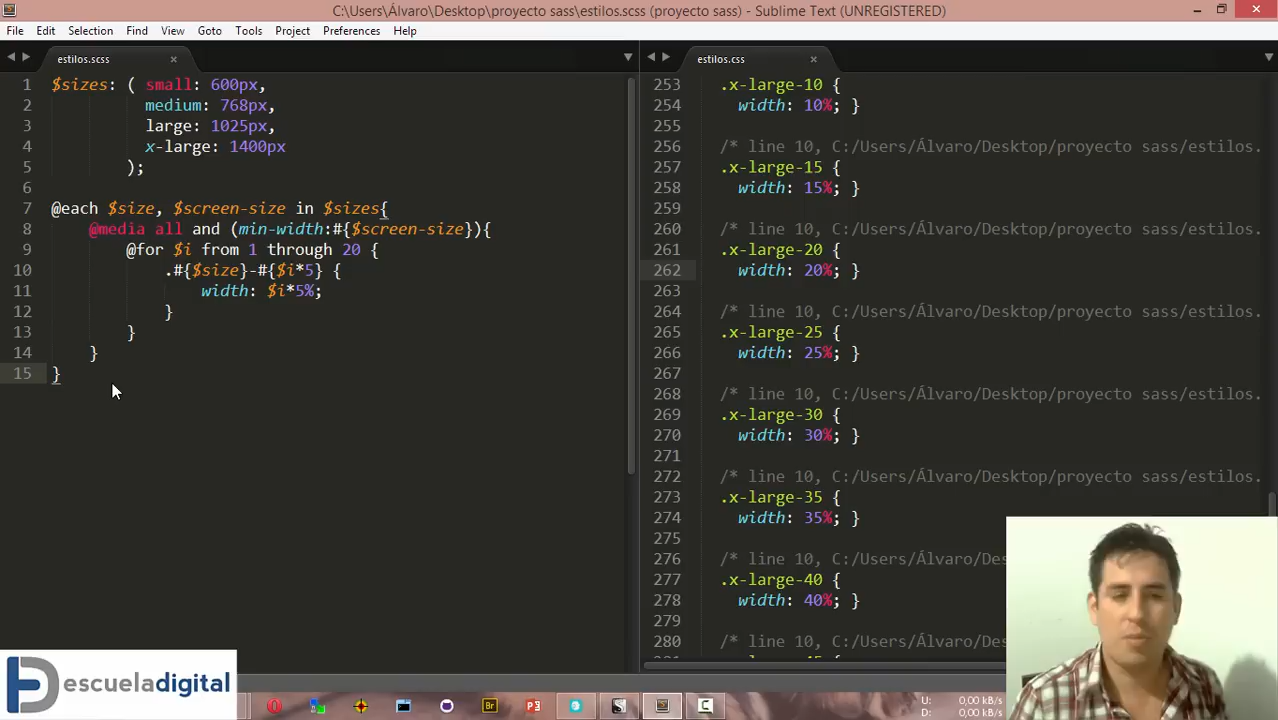 C:\Users\Álvaro\Desktop\proyecto sass\estilos.scss (proyecto sass) - Sublime Text (UNREGISTERED)
File Edit Selection Find View Goto Tools Project Preferences Help
estilos.scss
1 $sizes: ( small: 600px,
2 medium: 768px,
3 large: 1025px,
4 x-large: 1400px
5 );
6
7 @each $size, $screen-size in $sizes{
8 @media all and (min-width:#{$screen-size}){
9 @for $i from 1 through 20 {
10 .#{$size}-#{$i*5} {
11 width: $i*5%;
12 }
13 }
14 }
15 }
estilos.css
253 .x-large-10 {
254 width: 10%; }
255
256 /* line 10, C:/Users/Álvaro/Desktop/proyecto sass/estilos.
257 .x-large-15 {
258 width: 15%; }
259
260 /* line 10, C:/Users/Álvaro/Desktop/proyecto sass/estilos.
261 .x-large-20 {
262 width: 20%; }
263
264 /* line 10, C:/Users/Álvaro/Desktop/proyecto sass/estilos.
265 .x-large-25 {
266 width: 25%; }
267
268 /* line 10, C:/Users/Álvaro/Desktop/proyecto sass/estilos.
269 .x-large-30 {
270 width: 30%; }
271
272 /* line 10, C:/Users/Álvaro/Desktop/proyecto sass/estilos.
273 .x-large-35 {
274 width: 35%; }
275
276 /* line 10, C:/Users/Álvaro/De
277 .x-large-40 {
278 width: 40%; }
279
280 /* line 10, C:/Users/Álvaro/De
escueladigital
Br
U: 0,00 kB/s
D: 0,00 kB/s